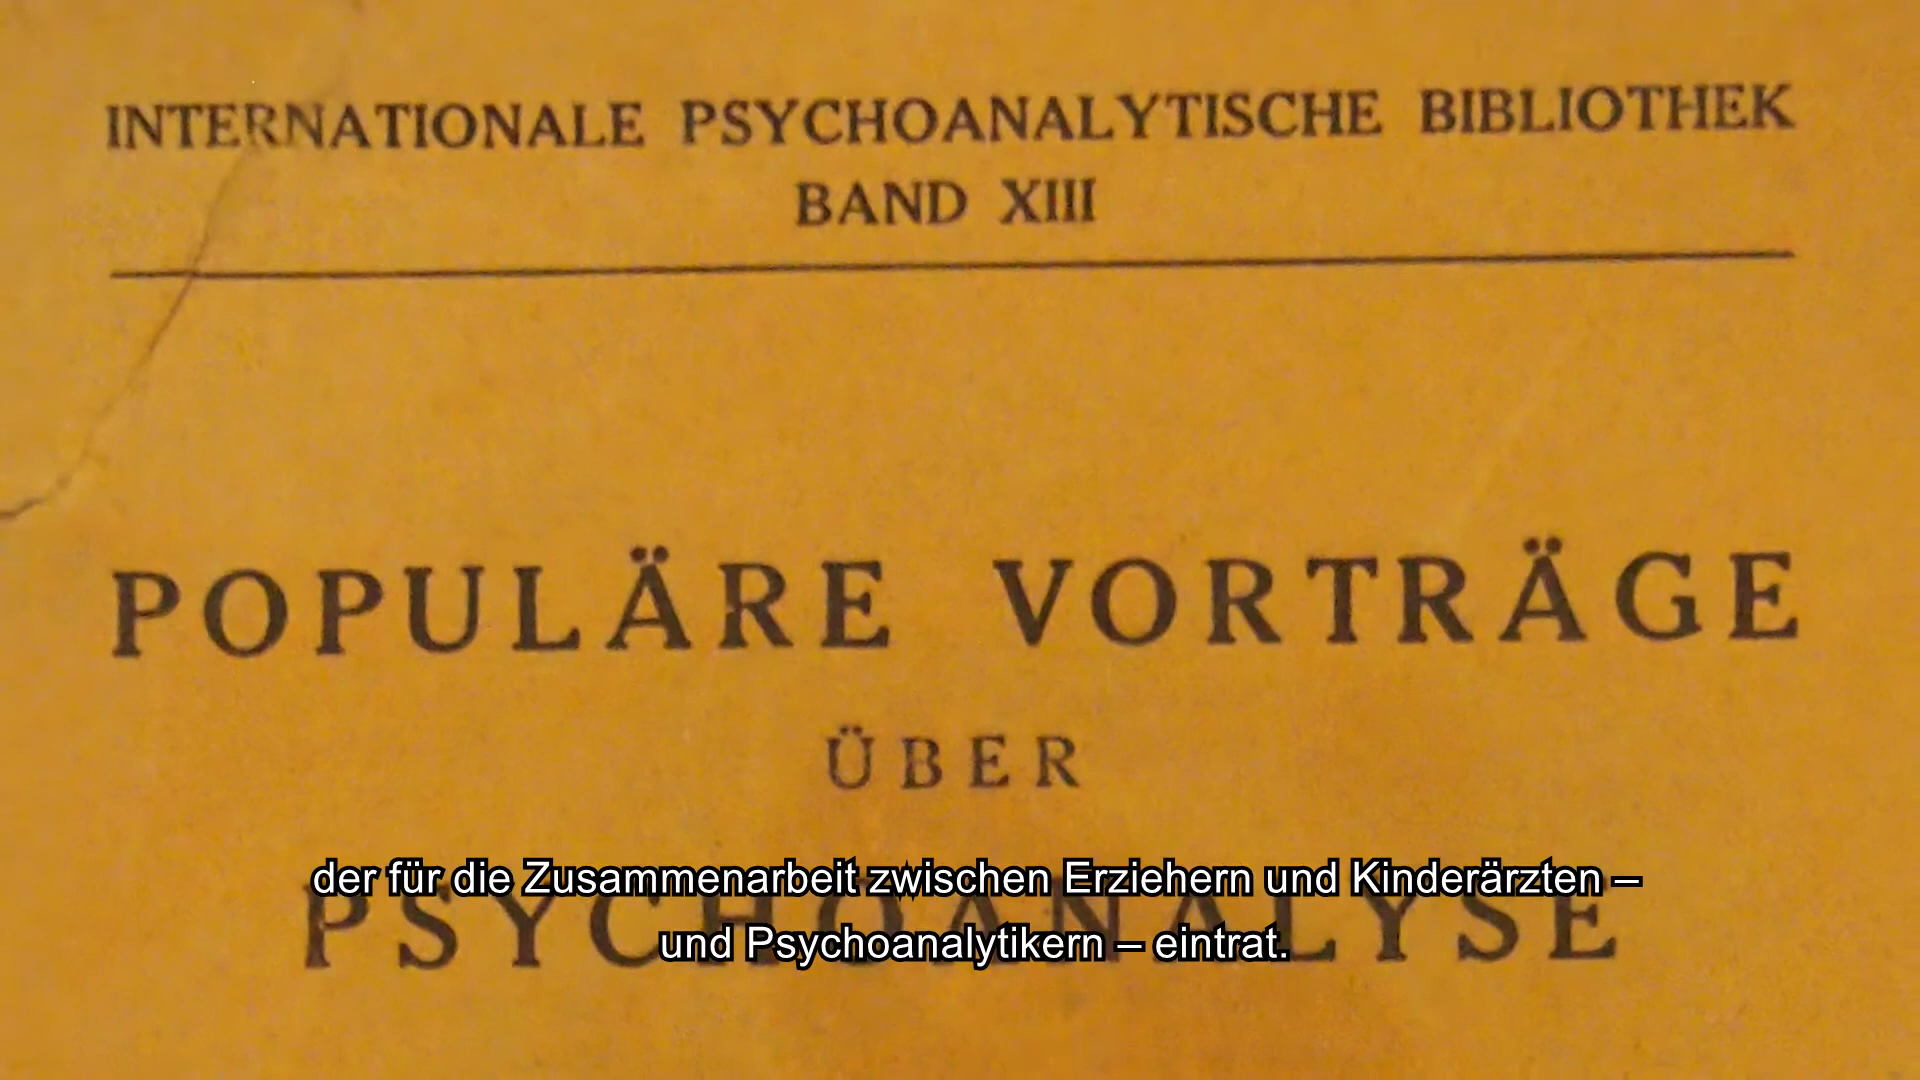 INTERNATIONALE PSYCHOANALYTISCHE BIBLIOTHEK
BAND XIII
POPULÄRE VORTRÄGE
ÜBER
PSYCHOANALYSE
der für die Zusammenarbeit zwischen Erziehern und Kinderärzten –
und Psychoanalytikern – eintrat.